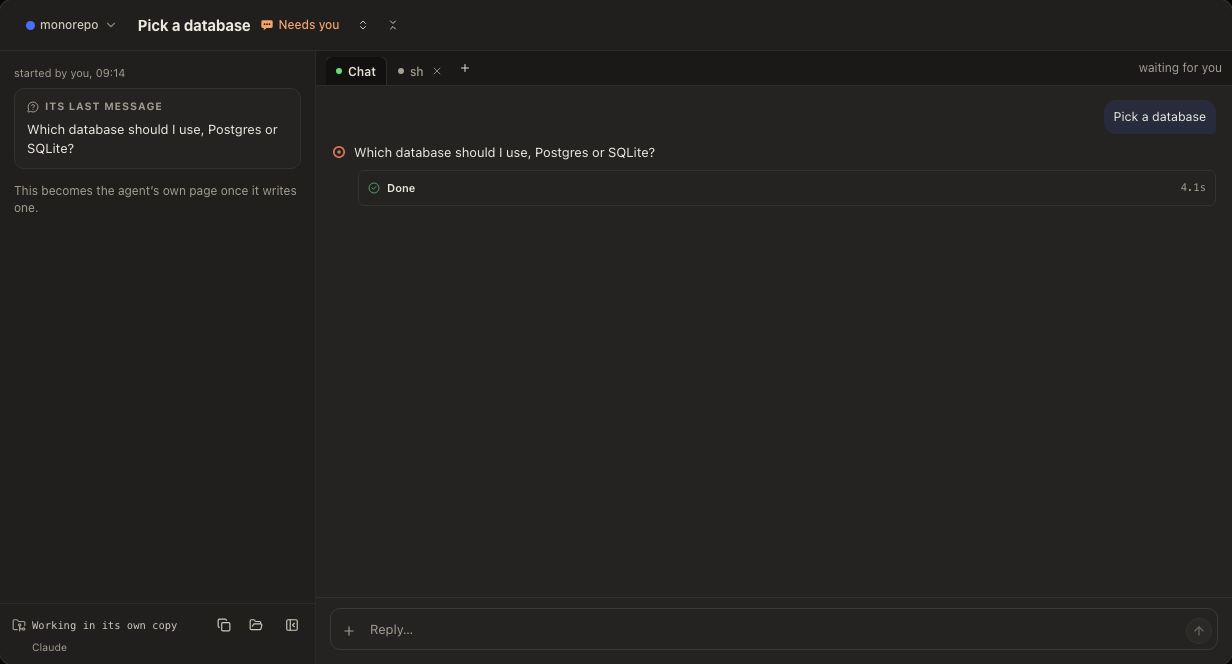 monorepo
Pick a database
Needs you
started by you, 09:14
ITS LAST MESSAGE
Which database should I use, Postgres or
SQLite?
This becomes the agent’s own page once it writes
one.
Working in its own copy
Claude
Chat
sh
waiting for you
Pick a database
Which database should I use, Postgres or SQLite?
Done
4.1s
Reply…